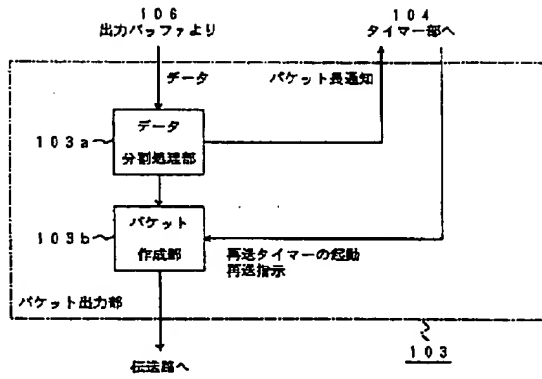 106
出力バッファより
104
タイマー部へ
データ
パケット長通知
103a
データ
分割処理部
103b
パケット
作成部
再送タイマーの起動
再送指示
パケット出力部
103
伝送路へ